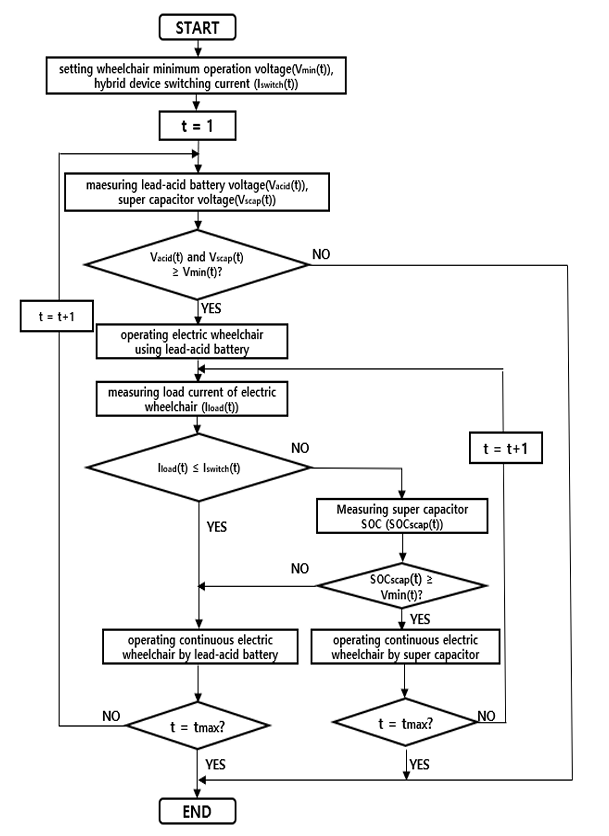 START
setting wheelchair minimum operation voltage(Vmin(t)),
hybrid device switching current (Iswitch(t))
t = 1
maesuring lead-acid battery voltage(Vacid(t)),
super capacitor voltage(Vscap(t))
Vacid(t) and Vscap(t)
≥ Vmin(t)?
NO
YES
t = t+1
operating electric wheelchair
using lead-acid battery
measuring load current of electric
wheelchair (Iload(t))
t = t+1
Iload(t) ≤ Iswitch(t)
NO
Measuring super capacitor
SOC (SOCscap(t))
YES
NO
SOCscap(t) ≥
Vmin(t)?
YES
operating continuous electric
wheelchair by lead-acid battery
operating continuous electric
wheelchair by super capacitor
NO
t = tmax?
t = tmax?
NO
YES
YES
END